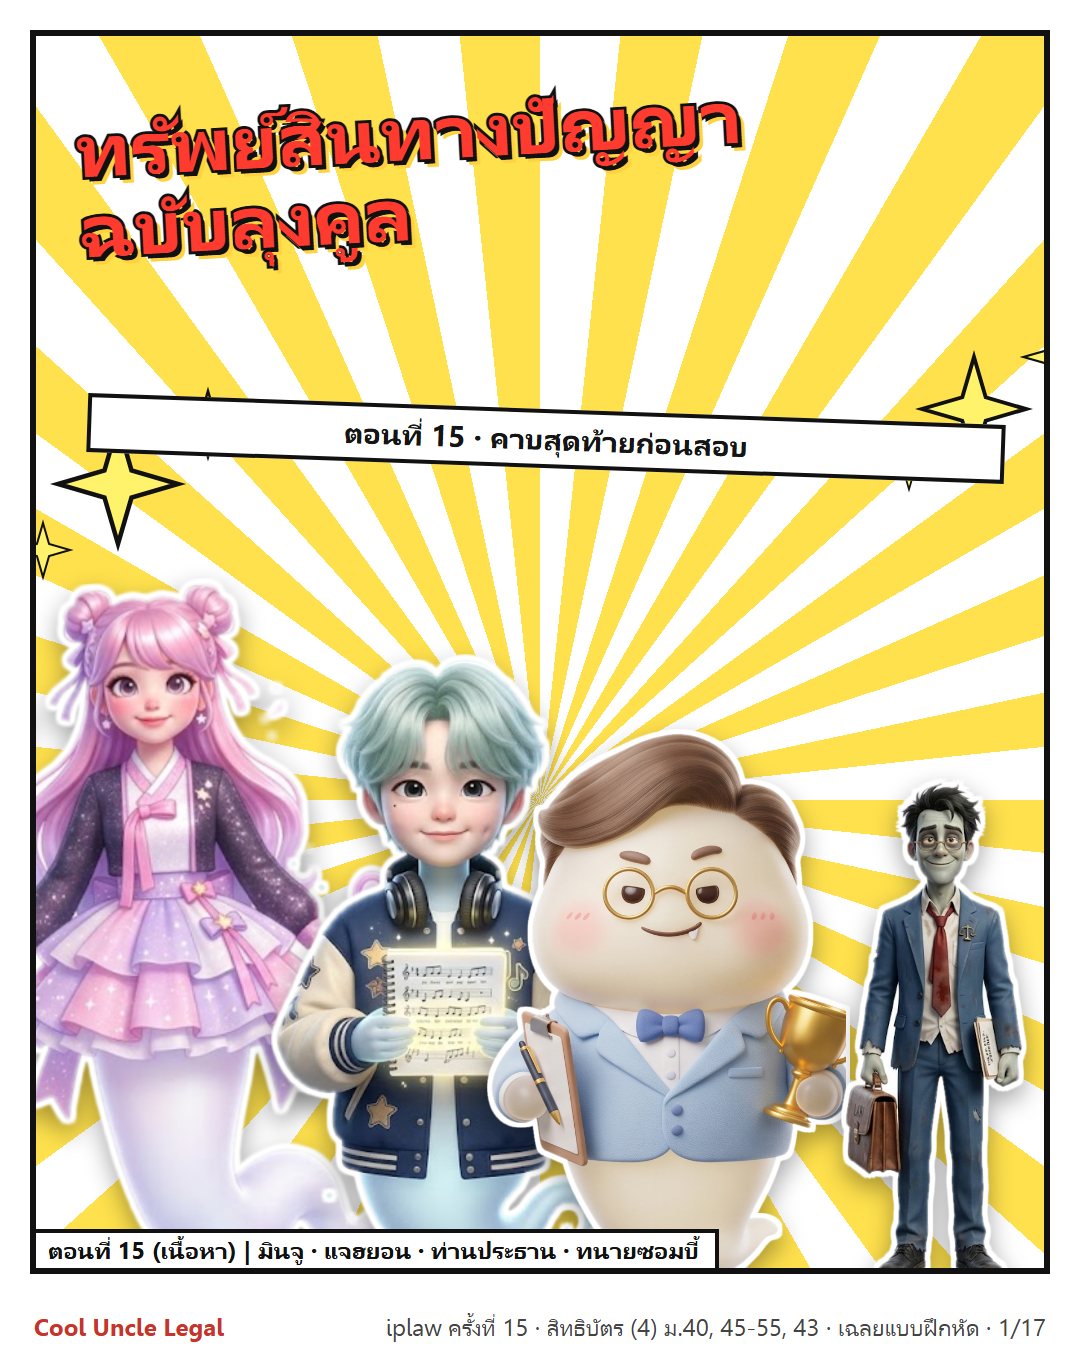 ทรัพย์สินทางปัญญา
ฉบับลุงคูล
ตอนที่ 15 · คาบสุดท้ายก่อนสอบ
ตอนที่ 15 (เนื้อหา) | มินจู · แจฮยอน · ท่านประธาน · ทนายซอมบี้
Cool Uncle Legal
iplaw ครั้งที่ 15 · สิทธิบัตร (4) ม.40, 45-55, 43 · เฉลยแบบฝึกหัด · 1/17